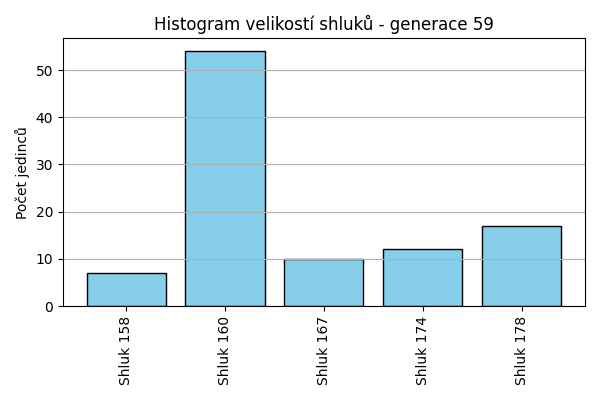 Histogram velikostí shluků - generace 59
Počet jedinců
50
40
30
20
10
0
Shluk 158
Shluk 160
Shluk 167
Shluk 174
Shluk 178